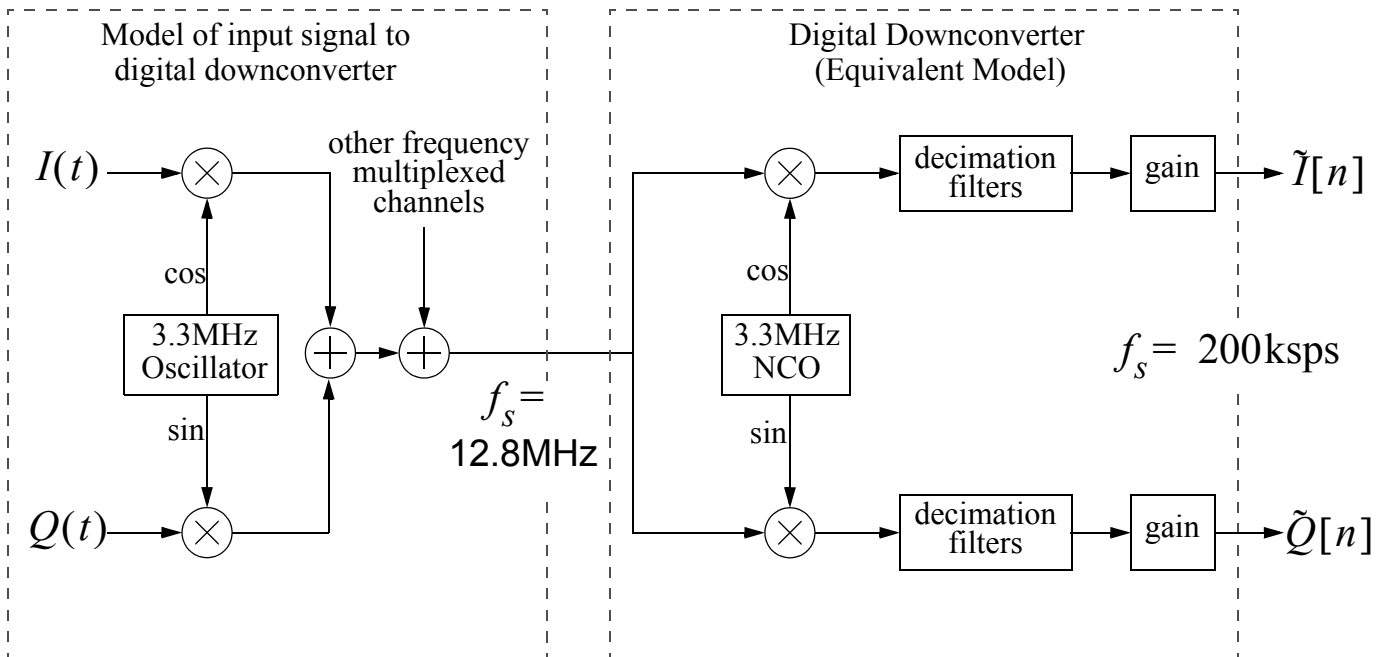 Model of input signal to
digital downconverter
Digital Downconverter
(Equivalent Model)
I(t)
other frequency
multiplexed
channels
cos
3.3MHz
Oscillator
sin
Q(t)
f_s =
12.8MHz
cos
3.3MHz
NCO
sin
decimation
filters
gain
Ĩ[n]
f_s = 200ksps
decimation
filters
gain
Q̃[n]